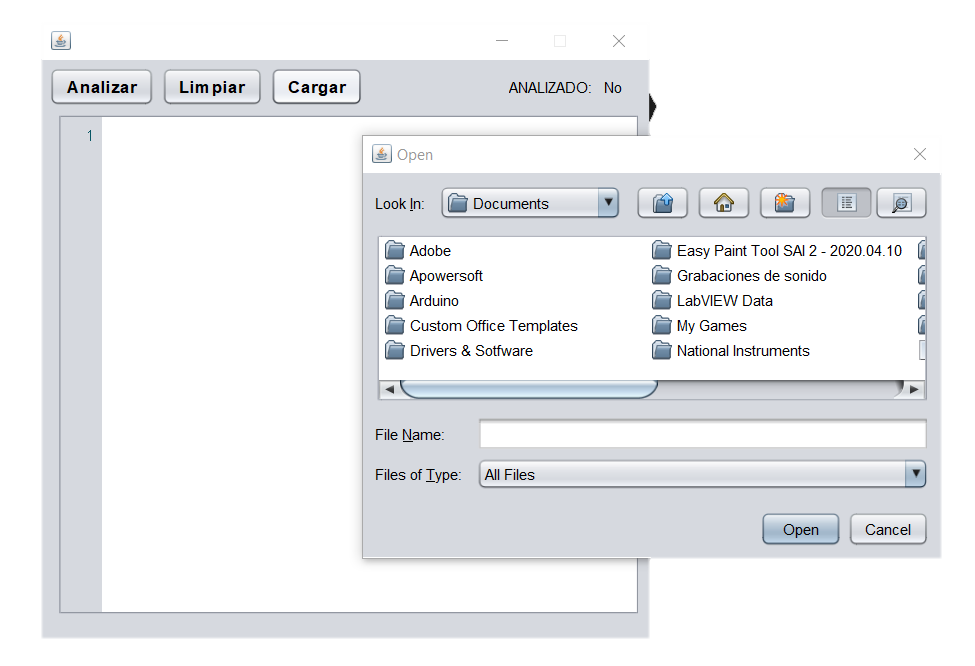 Analizar Limpiar Cargar ANALIZADO: No
1
Open
Look In: Documents
Adobe
Apowersoft
Arduino
Custom Office Templates
Drivers & Sotfware
Easy Paint Tool SAI 2 - 2020.04.10
Grabaciones de sonido
LabVIEW Data
My Games
National Instruments
File Name:
Files of Type: All Files
Open Cancel